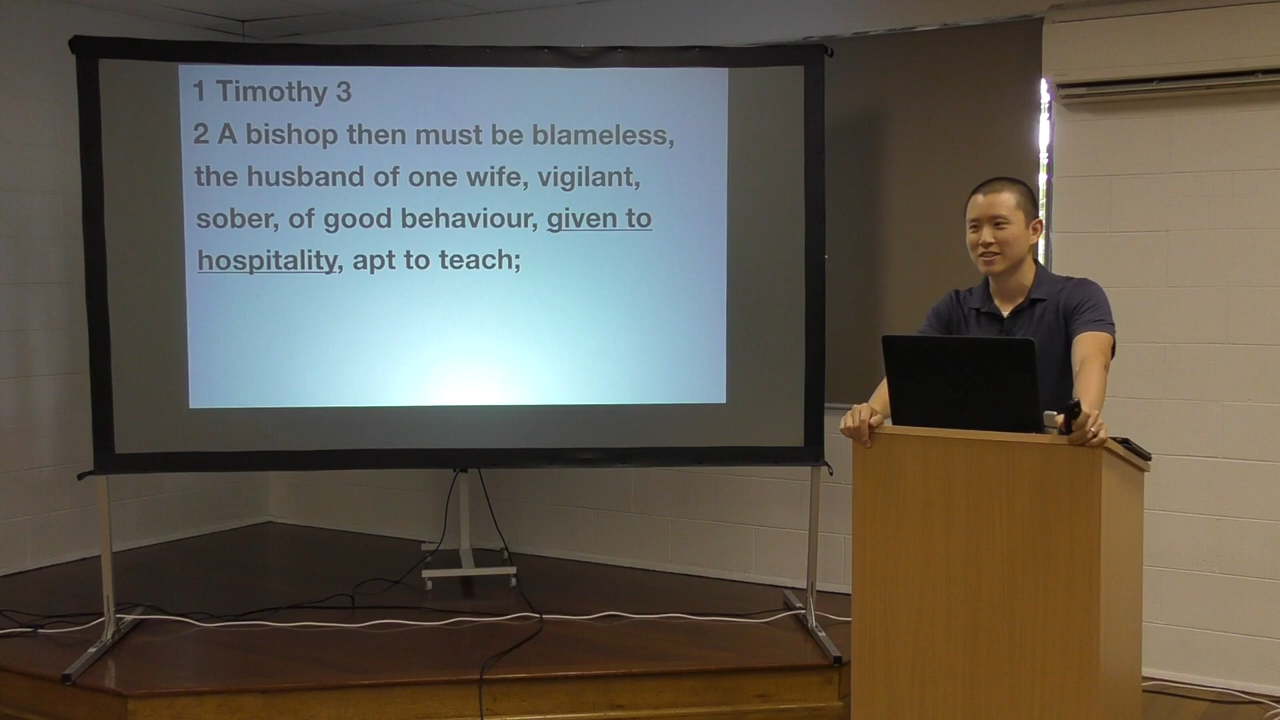 1 Timothy 3
2 A bishop then must be blameless,
the husband of one wife, vigilant,
sober, of good behaviour, given to
hospitality, apt to teach;